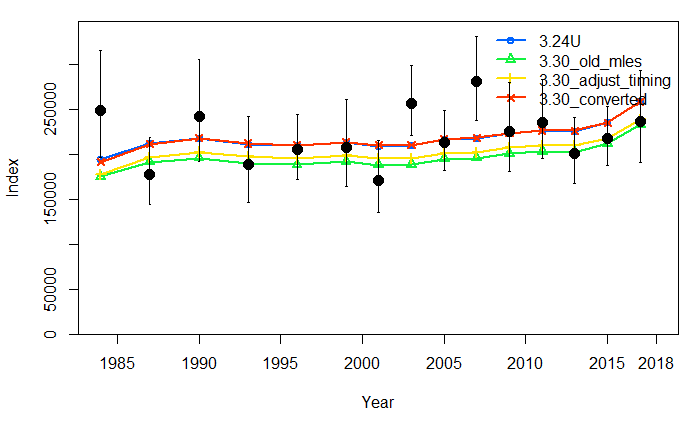 3.24U
3.30_old_mles
3.30_adjust_timing
3.30_converted
Index
0
50000
150000
250000
1985 1990 1995 2000 2005 2010 2015 2018
Year